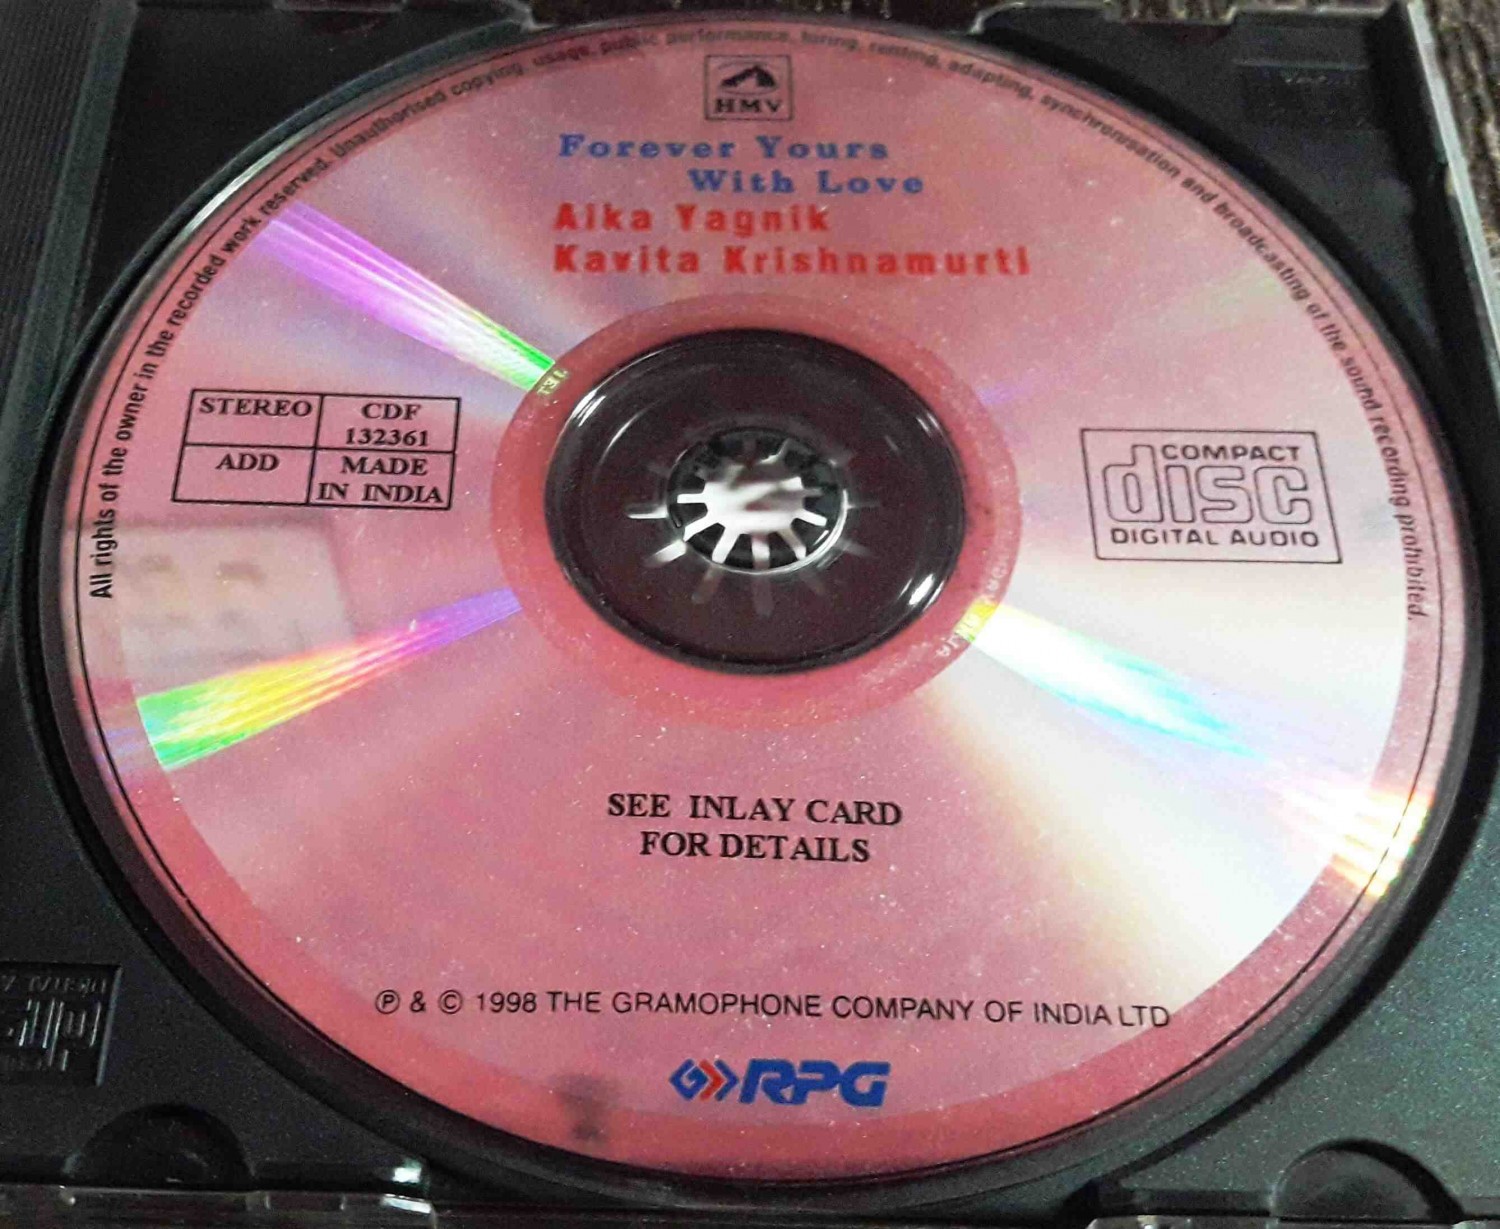 All rights of the owner in the recorded work reserved. Unauthorised copying, usage, public performance, hiring, renting, adapting, synchronisation and broadcasting of the sound recording prohibited.
HMV
Forever Yours
With Love
Alka Yagnik
Kavita Krishnamurti
STEREO
CDF
132361
ADD
MADE
IN INDIA
COMPACT
disc
DIGITAL AUDIO
SEE INLAY CARD
FOR DETAILS
℗ & © 1998 THE GRAMOPHONE COMPANY OF INDIA LTD
RPG